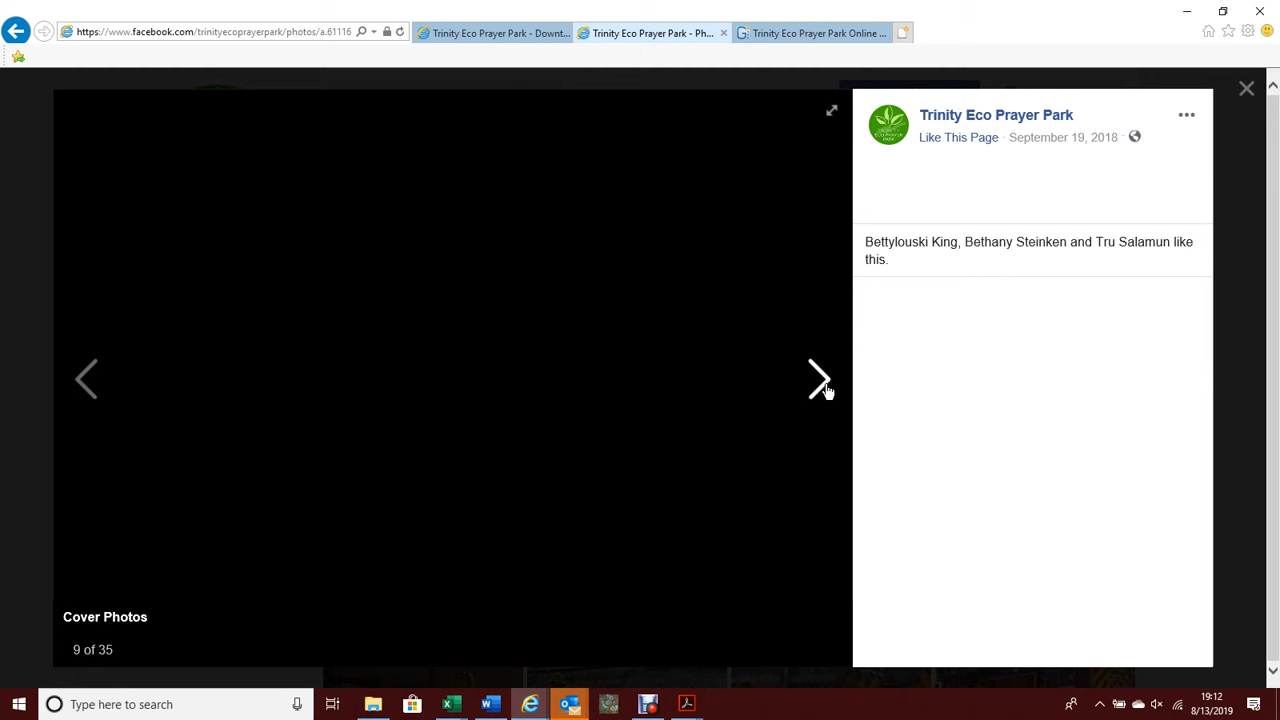 https://www.facebook.com/trinityecoprayerpark/photos/a.61116
Trinity Eco Prayer Park - Downt...
Trinity Eco Prayer Park - Ph...
Trinity Eco Prayer Park Online ...
Trinity Eco Prayer Park
Like This Page · September 19, 2018 ·
Bettylouski King, Bethany Steinken and Tru Salamun like
this.
Cover Photos
9 of 35
Type here to search
19:12
8/13/2019